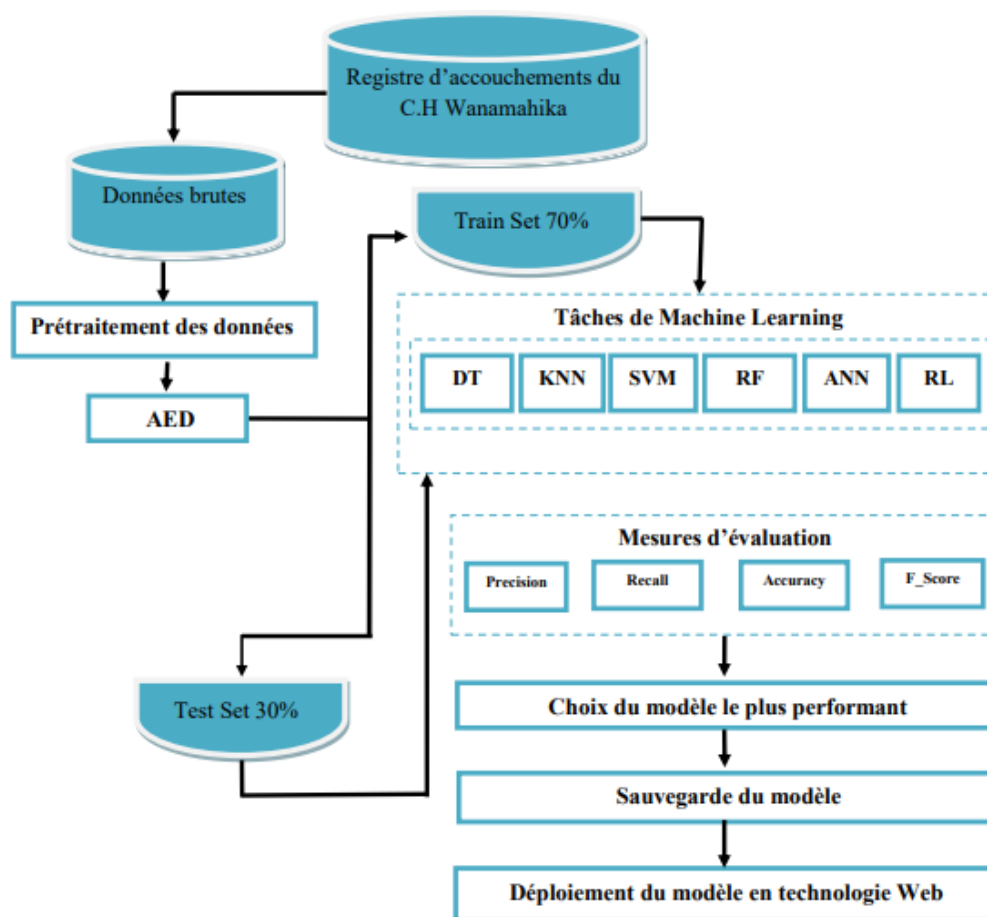 Registre d'accouchements du
C.H Wanamahika
Données brutes
Train Set 70%
Prétraitement des données
Tâches de Machine Learning
DT
KNN
SVM
RF
ANN
RL
AED
Mesures d'évaluation
Precision
Recall
Accuracy
F_Score
Test Set 30%
Choix du modèle le plus performant
Sauvegarde du modèle
Déploiement du modèle en technologie Web